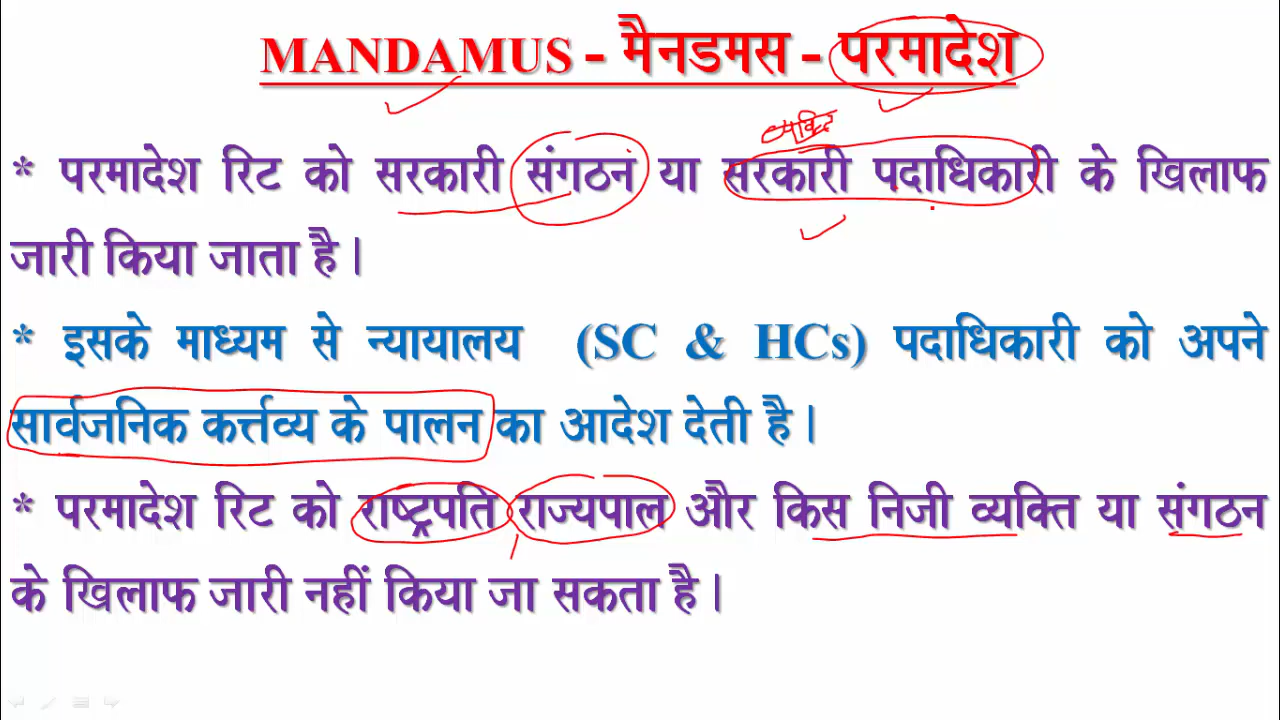 MANDAMUS - मैनडमस - परमादेश
व्यक्ति
* परमादेश रिट को सरकारी संगठन या सरकारी पदाधिकारी के खिलाफ
जारी किया जाता है।
* इसके माध्यम से न्यायालय (SC & HCs) पदाधिकारी को अपने
सार्वजनिक कर्त्तव्य के पालन का आदेश देती है।
* परमादेश रिट को राष्ट्रपति राज्यपाल और किस निजी व्यक्ति या संगठन
के खिलाफ जारी नहीं किया जा सकता है।